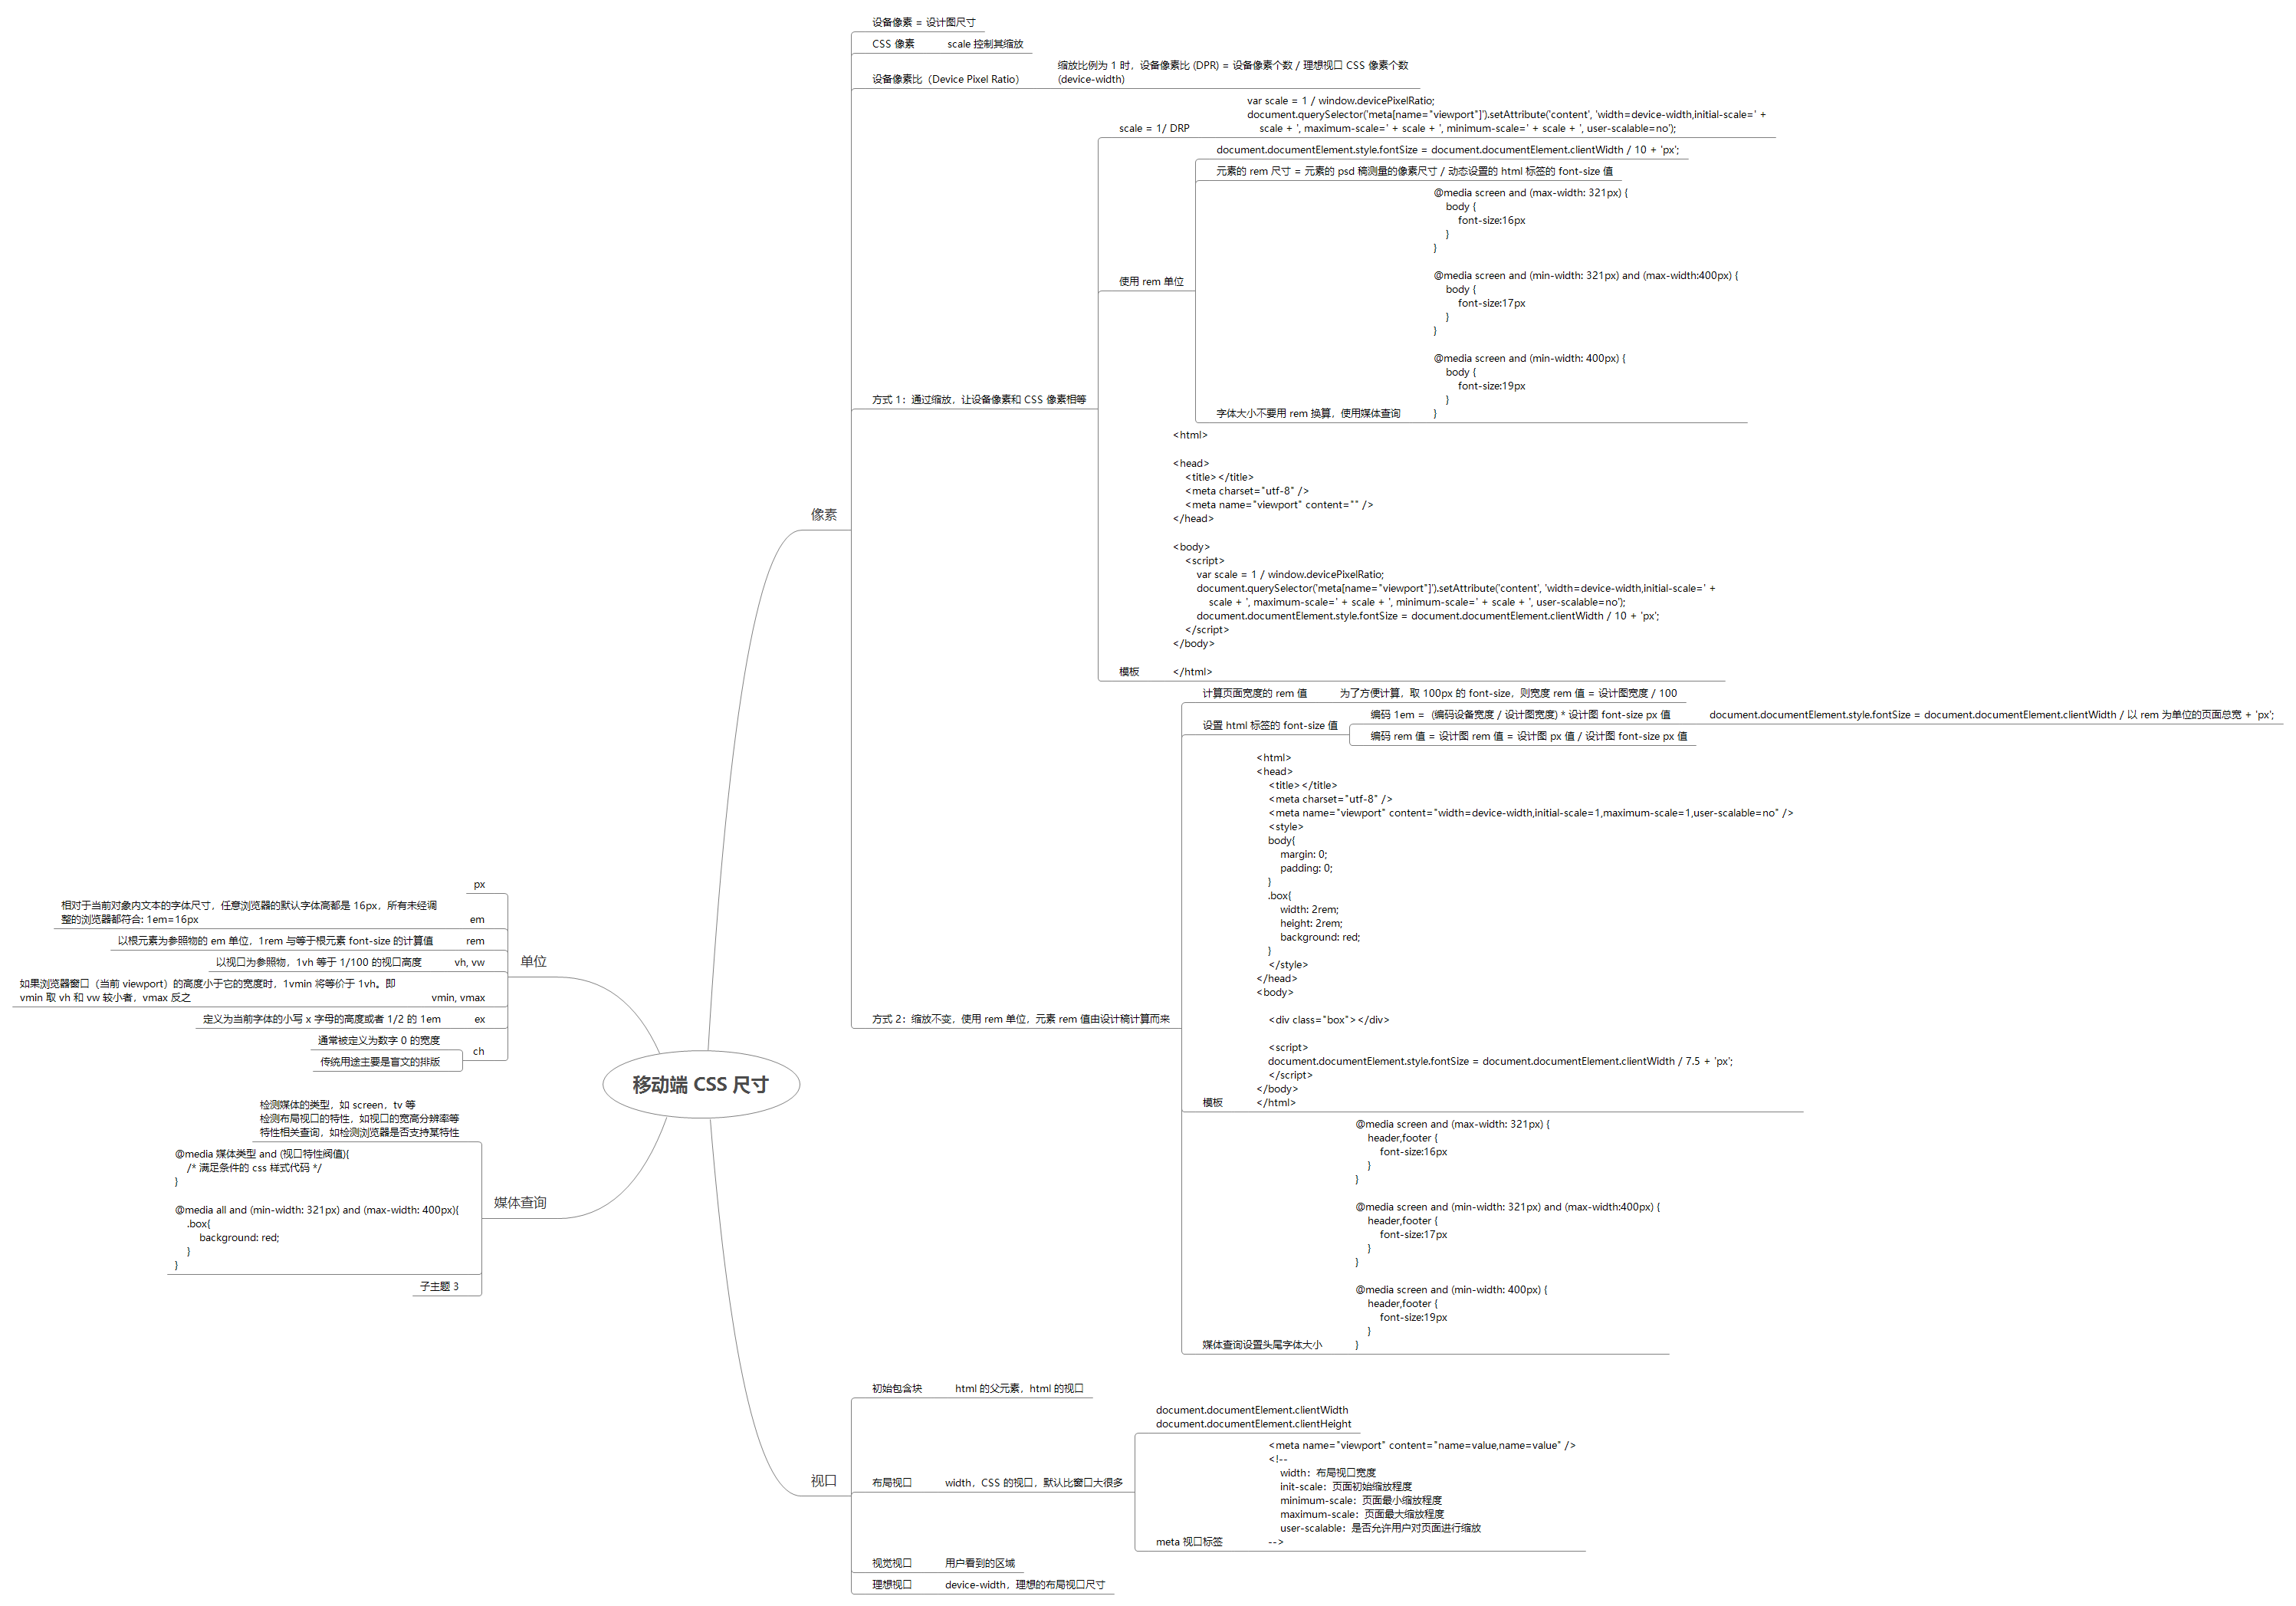 移动端 CSS 尺寸
像素
设备像素 = 设计图尺寸
CSS 像素
scale 控制其缩放
设备像素比（Device Pixel Ratio）
缩放比例为 1 时，设备像素比 (DPR) = 设备像素个数 / 理想视口 CSS 像素个数
(device-width)
方式 1：通过缩放，让设备像素和 CSS 像素相等
scale = 1/ DRP
var scale = 1 / window.devicePixelRatio;
document.querySelector('meta[name="viewport"]').setAttribute('content', 'width=device-width,initial-scale=' +
scale + ', maximum-scale=' + scale + ', minimum-scale=' + scale + ', user-scalable=no');
使用 rem 单位
document.documentElement.style.fontSize = document.documentElement.clientWidth / 10 + 'px';
元素的 rem 尺寸 = 元素的 psd 稿测量的像素尺寸 / 动态设置的 html 标签的 font-size 值
字体大小不要用 rem 换算，使用媒体查询
@media screen and (max-width: 321px) {
body {
font-size:16px
}
}
@media screen and (min-width: 321px) and (max-width:400px) {
body {
font-size:17px
}
}
@media screen and (min-width: 400px) {
body {
font-size:19px
}
}
模板
<html>
<head>
<title></title>
<meta charset="utf-8" />
<meta name="viewport" content="" />
</head>
<body>
<script>
var scale = 1 / window.devicePixelRatio;
document.querySelector('meta[name="viewport"]').setAttribute('content', 'width=device-width,initial-scale=' +
scale + ', maximum-scale=' + scale + ', minimum-scale=' + scale + ', user-scalable=no');
document.documentElement.style.fontSize = document.documentElement.clientWidth / 10 + 'px';
</script>
</body>
</html>
方式 2：缩放不变，使用 rem 单位，元素 rem 值由设计稿计算而来
计算页面宽度的 rem 值
为了方便计算，取 100px 的 font-size，则宽度 rem 值 = 设计图宽度 / 100
设置 html 标签的 font-size 值
编码 1em =（编码设备宽度 / 设计图宽度) * 设计图 font-size px 值
document.documentElement.style.fontSize = document.documentElement.clientWidth / 以 rem 为单位的页面总宽 + 'px';
编码 rem 值 = 设计图 rem 值 = 设计图 px 值 / 设计图 font-size px 值
模板
<html>
<head>
<title></title>
<meta charset="utf-8" />
<meta name="viewport" content="width=device-width,initial-scale=1,maximum-scale=1,user-scalable=no" />
<style>
body{
margin: 0;
padding: 0;
}
.box{
width: 2rem;
height: 2rem;
background: red;
}
</style>
</head>
<body>
<div class="box"></div>
<script>
document.documentElement.style.fontSize = document.documentElement.clientWidth / 7.5 + 'px';
</script>
</body>
</html>
媒体查询设置头尾字体大小
@media screen and (max-width: 321px) {
header,footer {
font-size:16px
}
}
@media screen and (min-width: 321px) and (max-width:400px) {
header,footer {
font-size:17px
}
}
@media screen and (min-width: 400px) {
header,footer {
font-size:19px
}
}
视口
初始包含块
html 的父元素，html 的视口
布局视口
width，CSS 的视口，默认比窗口大很多
document.documentElement.clientWidth
document.documentElement.clientHeight
meta 视口标签
<meta name="viewport" content="name=value,name=value" />
<!--
width：布局视口宽度
init-scale：页面初始缩放程度
minimum-scale：页面最小缩放程度
maximum-scale：页面最大缩放程度
user-scalable：是否允许用户对页面进行缩放
-->
视觉视口
用户看到的区域
理想视口
device-width，理想的布局视口尺寸
单位
px
em
相对于当前对象内文本的字体尺寸，任意浏览器的默认字体高都是 16px，所有未经调
整的浏览器都符合: 1em=16px
rem
以根元素为参照物的 em 单位，1rem 与等于根元素 font-size 的计算值
vh, vw
以视口为参照物，1vh 等于 1/100 的视口高度
vmin, vmax
如果浏览器窗口（当前 viewport）的高度小于它的宽度时，1vmin 将等价于 1vh。即
vmin 取 vh 和 vw 较小者，vmax 反之
ex
定义为当前字体的小写 x 字母的高度或者 1/2 的 1em
ch
通常被定义为数字 0 的宽度
传统用途主要是盲文的排版
媒体查询
检测媒体的类型，如 screen，tv 等
检测布局视口的特性，如视口的宽高分辨率等
特性相关查询，如检测浏览器是否支持某特性
@media 媒体类型 and (视口特性阀值){
/* 满足条件的 css 样式代码 */
}
@media all and (min-width: 321px) and (max-width: 400px){
.box{
background: red;
}
}
子主题 3